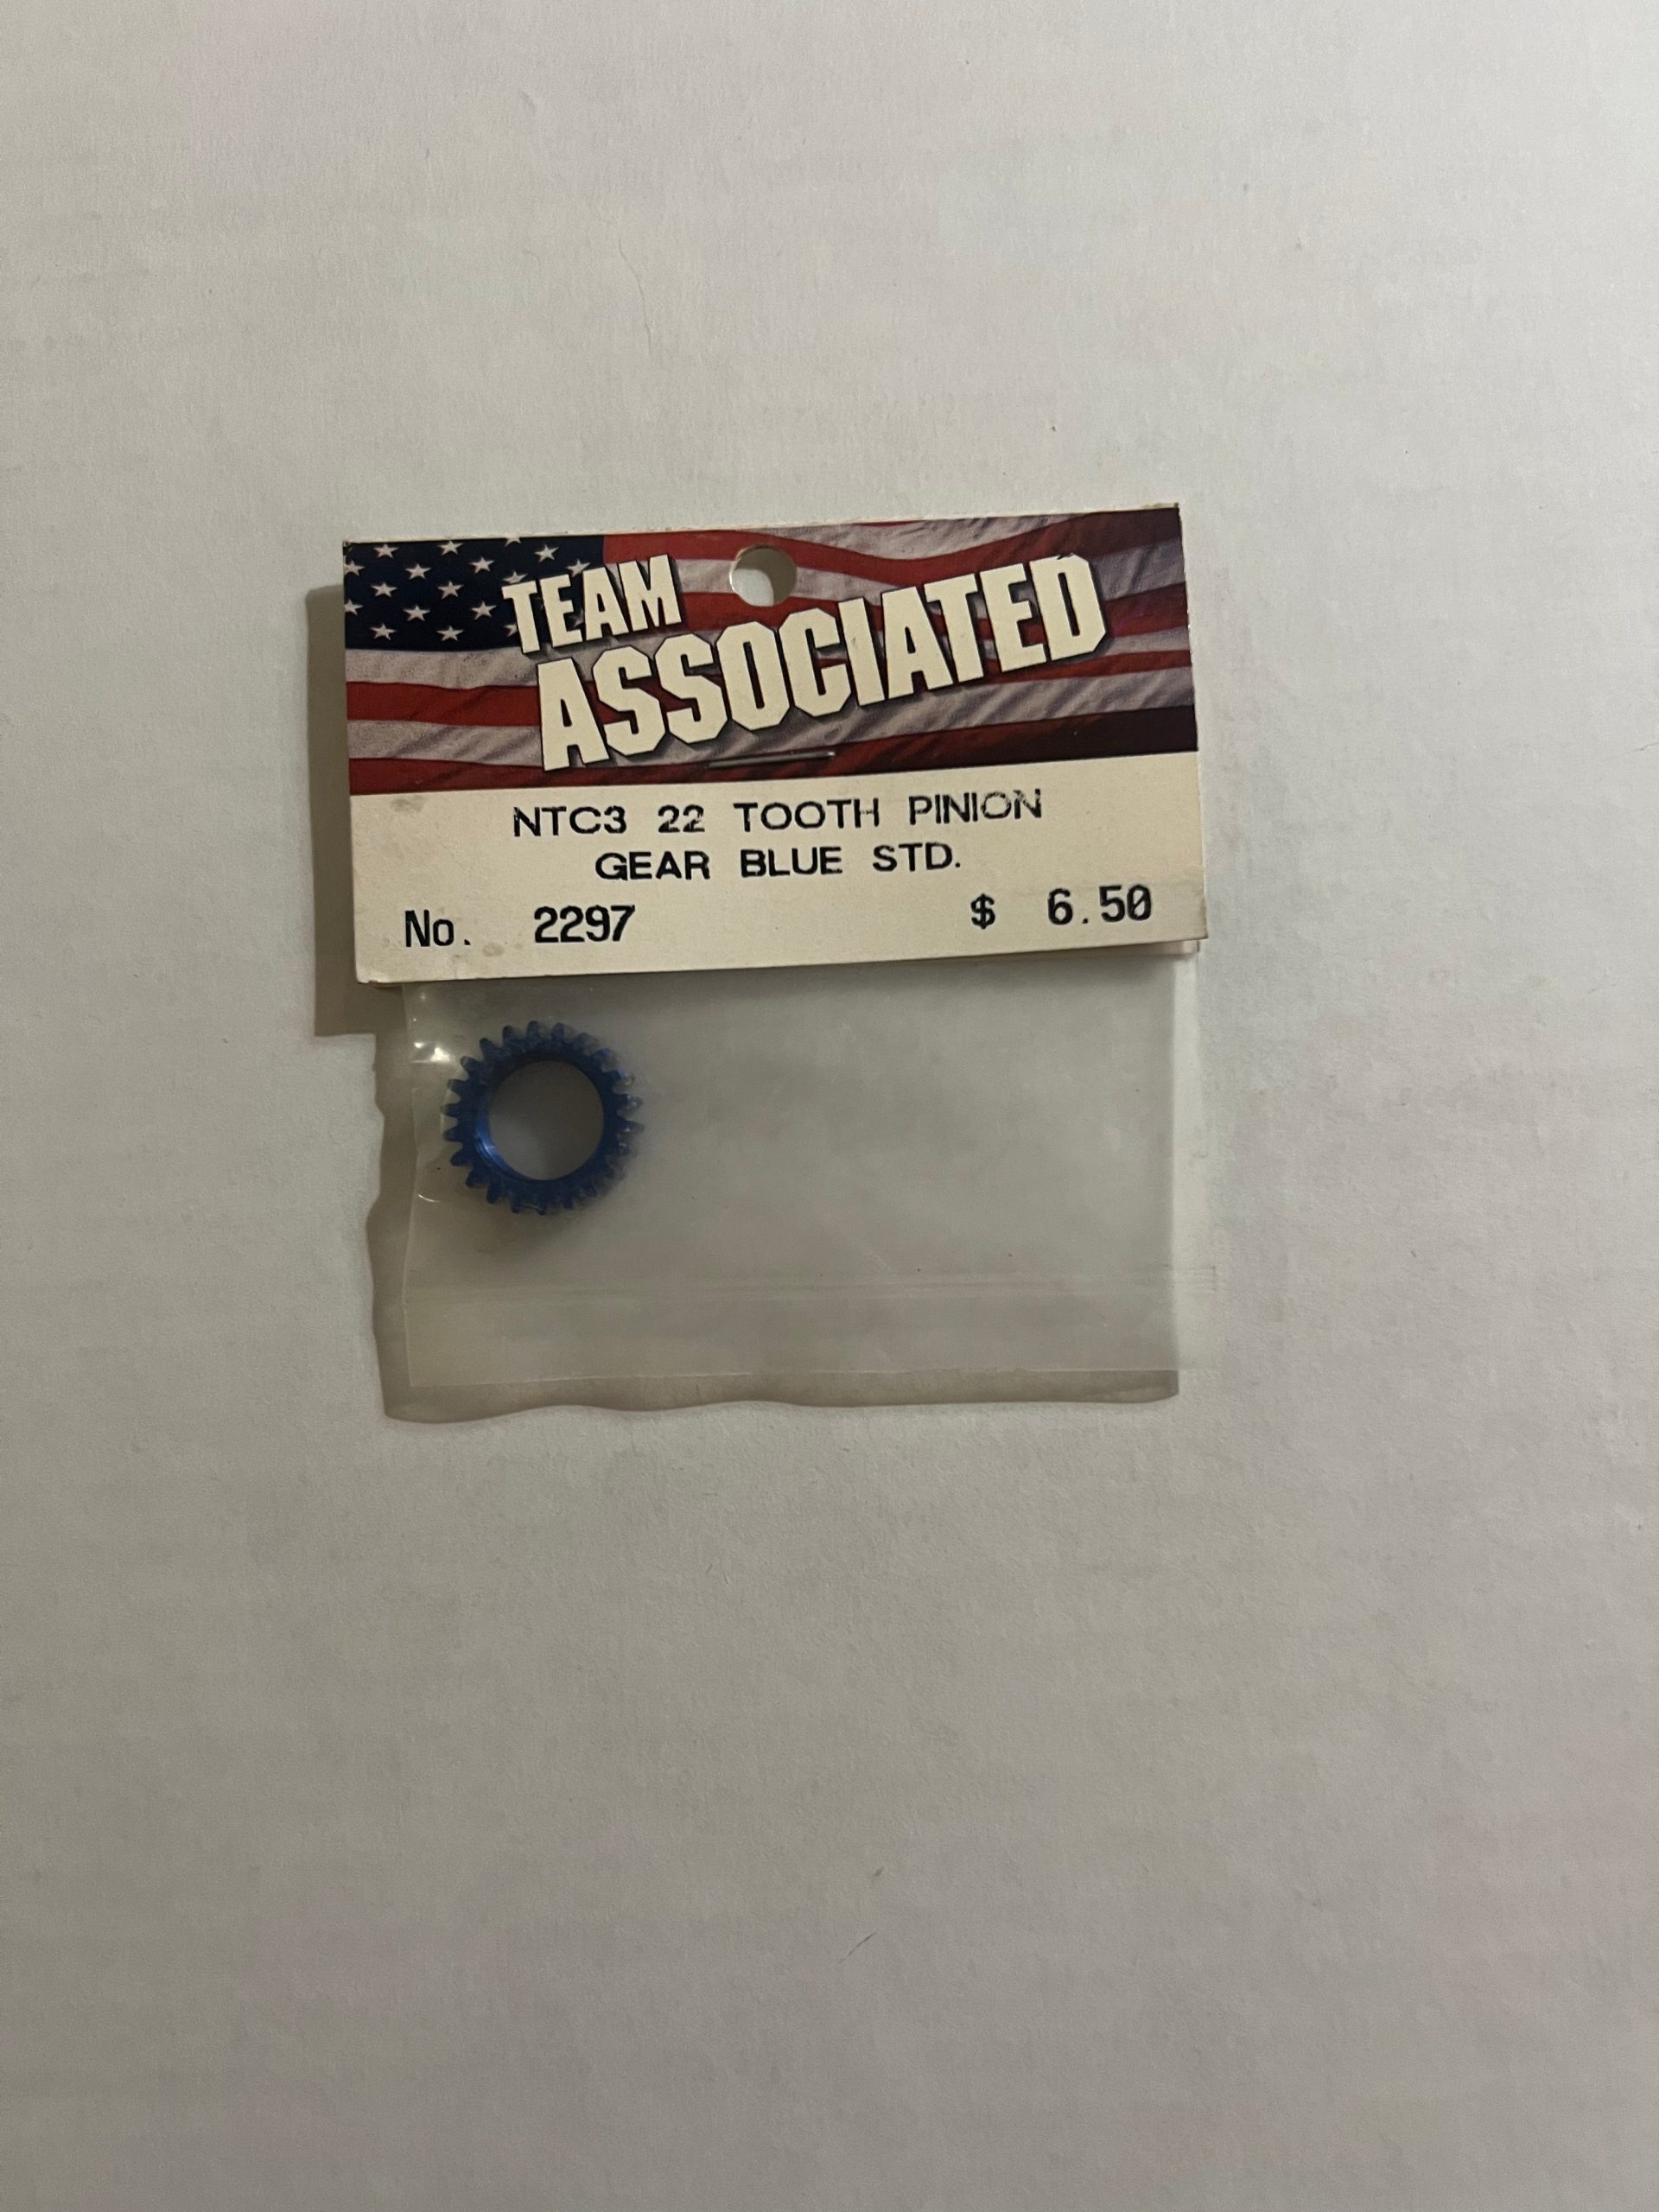 TEAM
ASSOCIATED
NTC3 22 TOOTH PINION
GEAR BLUE STD.
No. 2297 $ 6.50